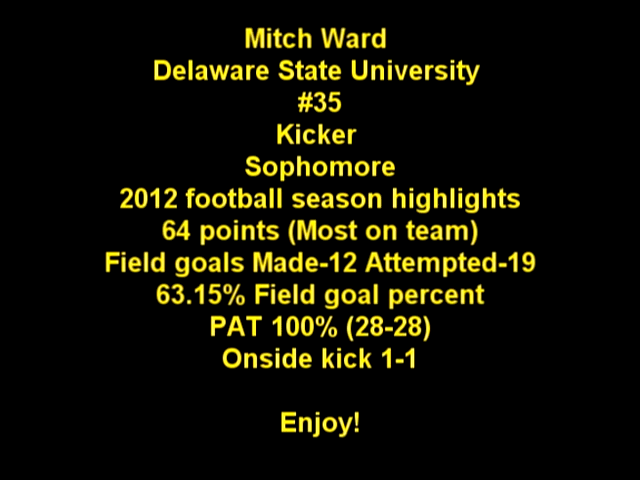 Mitch Ward
Delaware State University
#35
Kicker
Sophomore
2012 football season highlights
64 points (Most on team)
Field goals Made-12 Attempted-19
63.15% Field goal percent
PAT 100% (28-28)
Onside kick 1-1
Enjoy!